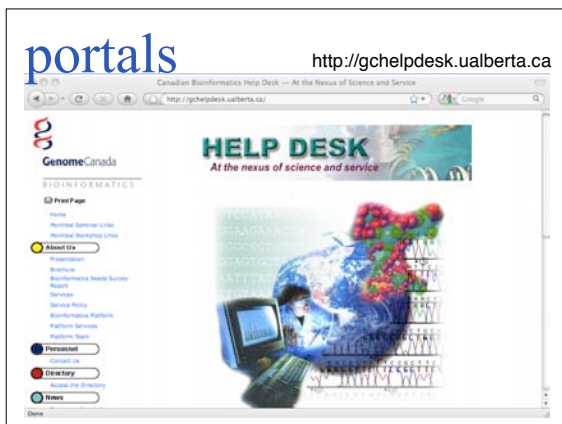 portals
http://gchelpdesk.ualberta.ca
Canadian Bioinformatics Help Desk — At the Nexus of Science and Service
http://gchelpdesk.ualberta.ca/
Google
GenomeCanada
BIOINFORMATICS
Print Page
Home
Montreal Seminar Links
Montreal Workshop Links
About Us
Presentation
Brochure
Bioinformatics Needs Survey
Report
Services
Service Policy
Bioinformatics Platform
Platform Services
Platform Team
Personnel
Contact Us
Directory
Access the Directory
News
HELP DESK
At the nexus of science and service
Done